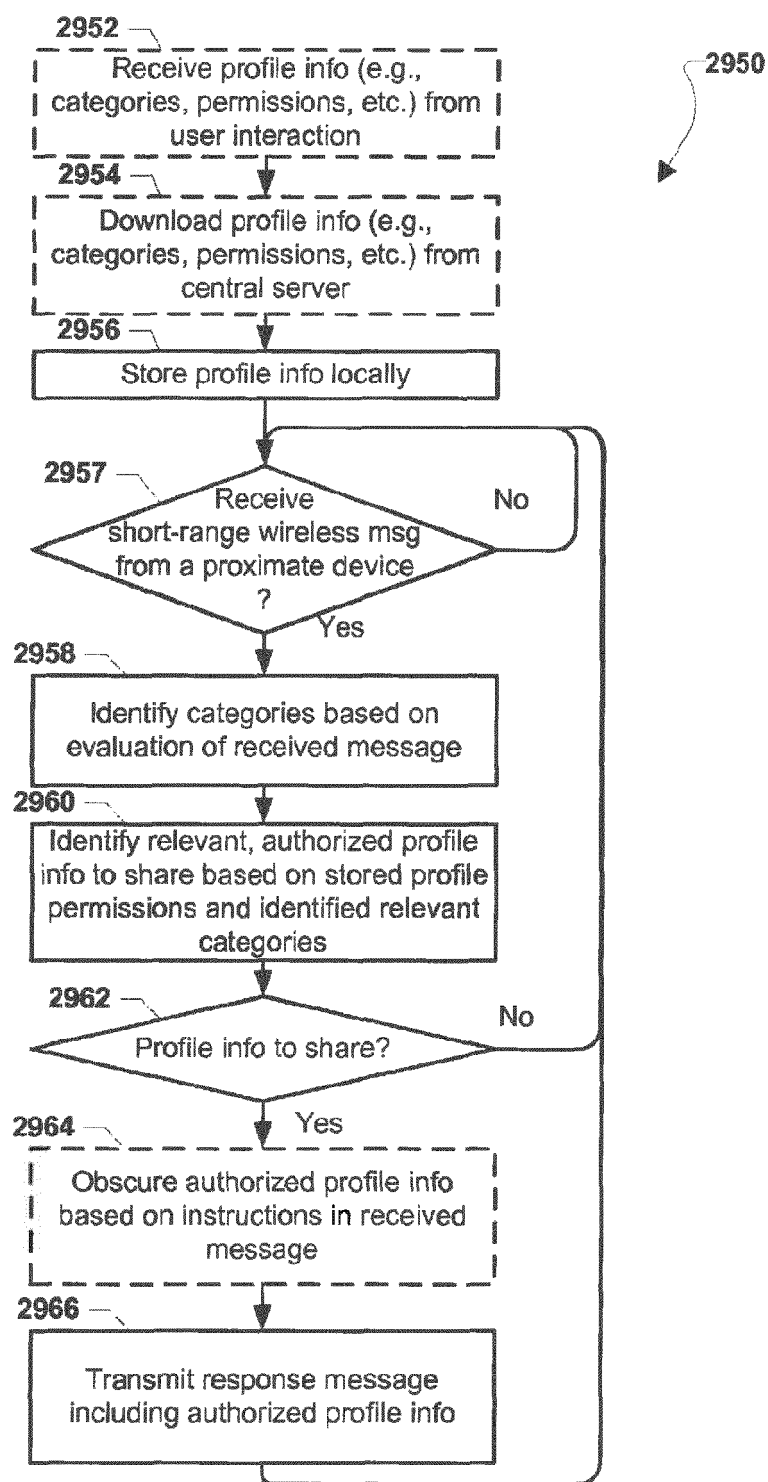 2952
2950
Receive profile info (e.g.,
categories, permissions, etc.) from
user interaction
2954
Download profile info (e.g.,
categories, permissions, etc.) from
central server
2956
Store profile info locally
2957
Receive
short-range wireless msg
from a proximate device
?
No
Yes
2958
Identify categories based on
evaluation of received message
2960
Identify relevant, authorized profile
info to share based on stored profile
permissions and identified relevant
categories
2962
No
Profile info to share?
Yes
2964
Obscure authorized profile info
based on instructions in received
message
2966
Transmit response message
including authorized profile info